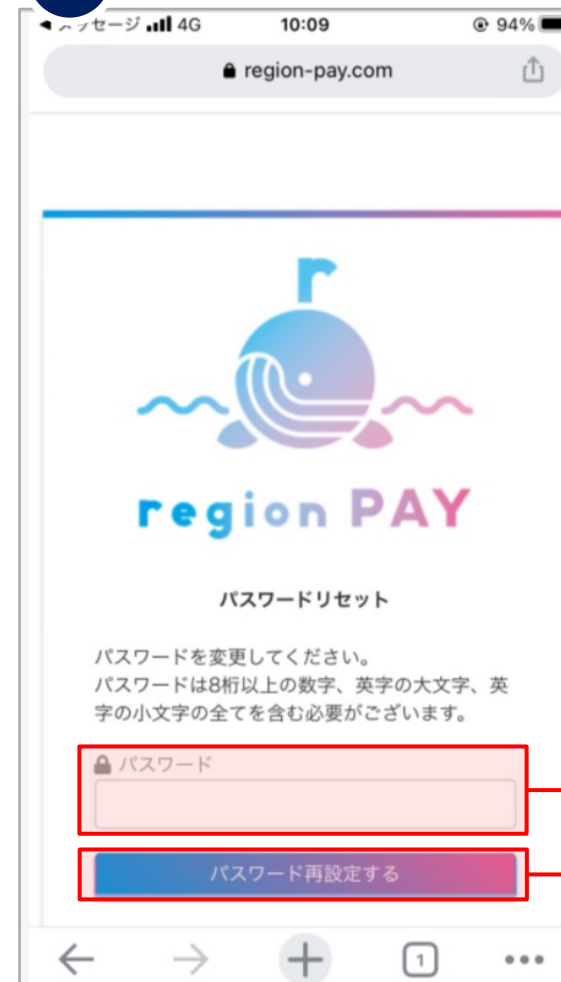 メッセージ 4G 10:09 94%
region-pay.com
r
region PAY
パスワードリセット
パスワードを変更してください。
パスワードは8桁以上の数字、英字の大文字、英
字の小文字の全てを含む必要がございます。
パスワード
パスワード再設定する
1